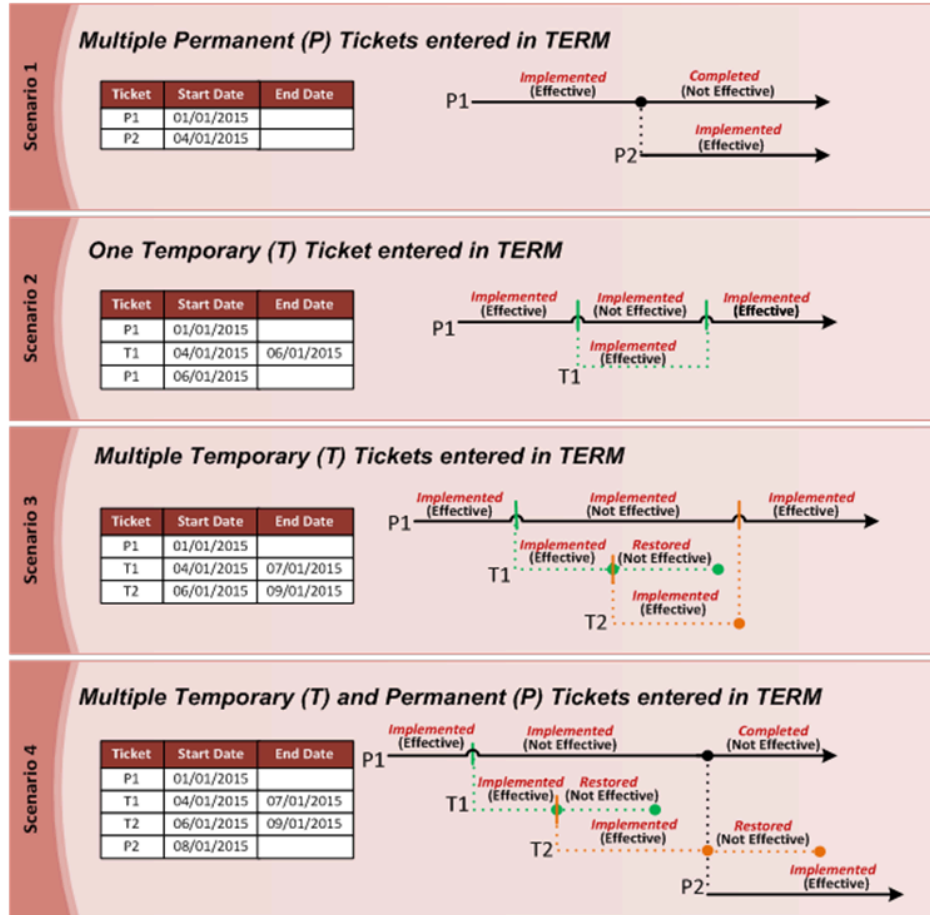 Scenario 1
Multiple Permanent (P) Tickets entered in TERM
Ticket Start Date End Date
P1 01/01/2015
P2 04/01/2015
Implemented Completed
(Effective) (Not Effective)
P1
Implemented
(Effective)
P2
Scenario 2
One Temporary (T) Ticket entered in TERM
Ticket Start Date End Date
P1 01/01/2015
T1 04/01/2015 06/01/2015
P1 06/01/2015
Implemented Implemented Implemented
(Effective) (Not Effective) (Effective)
P1
Implemented
(Effective)
T1
Scenario 3
Multiple Temporary (T) Tickets entered in TERM
Ticket Start Date End Date
P1 01/01/2015
T1 04/01/2015 07/01/2015
T2 06/01/2015 09/01/2015
Implemented Implemented Implemented
(Effective) (Not Effective) (Effective)
P1
Implemented Restored
(Effective) (Not Effective)
T1
Implemented
(Effective)
T2
Scenario 4
Multiple Temporary (T) and Permanent (P) Tickets entered in TERM
Ticket Start Date End Date
P1 01/01/2015
T1 04/01/2015 07/01/2015
T2 06/01/2015 09/01/2015
P2 08/01/2015
Implemented Implemented Completed
(Effective) (Not Effective) (Not Effective)
P1
Implemented Restored
(Effective) (Not Effective)
T1
Implemented Restored
(Effective) (Not Effective)
T2
Implemented
(Effective)
P2